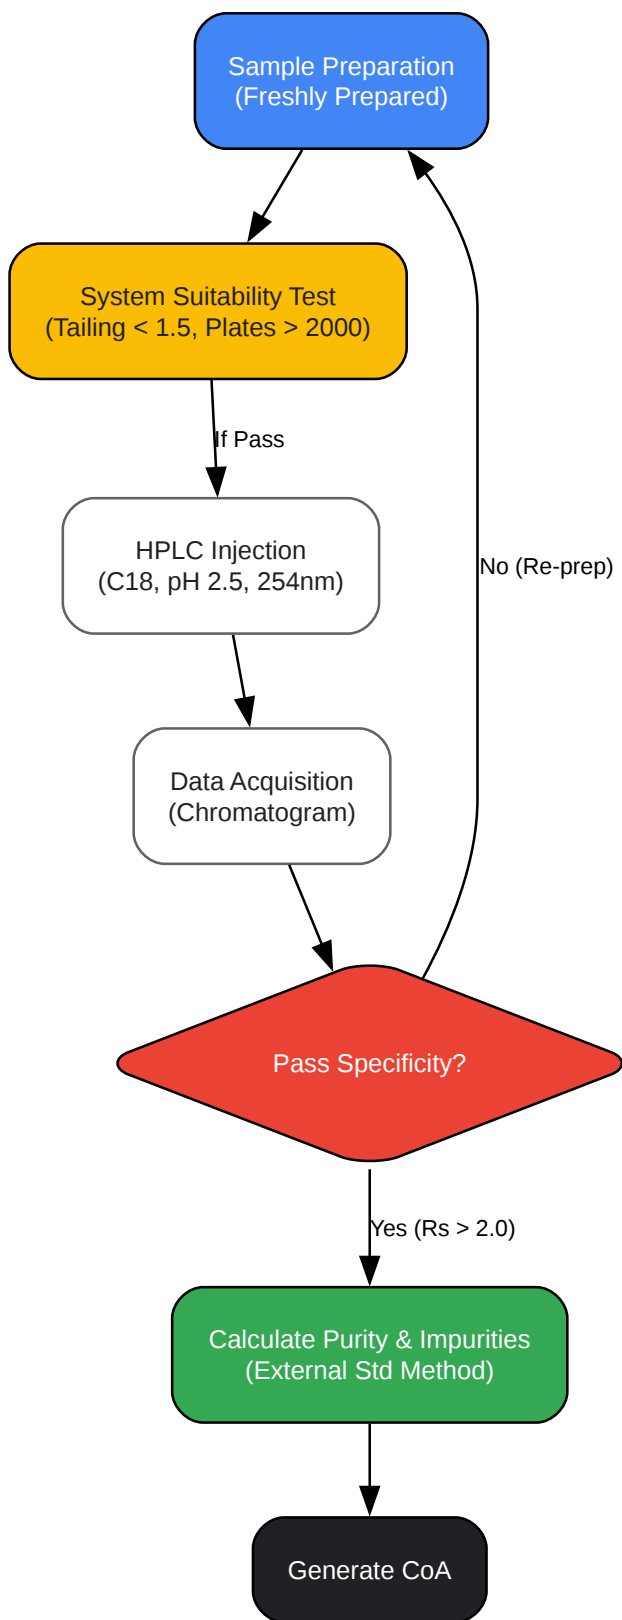 Sample Preparation
(Freshly Prepared)
System Suitability Test
(Tailing < 1.5, Plates > 2000)
If Pass
HPLC Injection
(C18, pH 2.5, 254nm)
No (Re-prep)
Data Acquisition
(Chromatogram)
Pass Specificity?
Yes (Rs > 2.0)
Calculate Purity & Impurities
(External Std Method)
Generate CoA